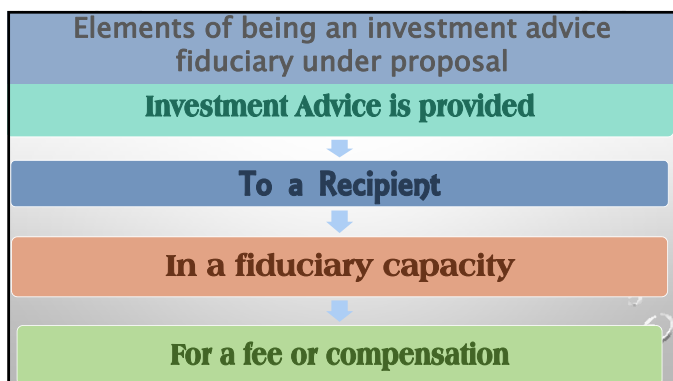 Elements of being an investment advice
fiduciary under proposal
Investment Advice is provided
To a Recipient
In a fiduciary capacity
For a fee or compensation